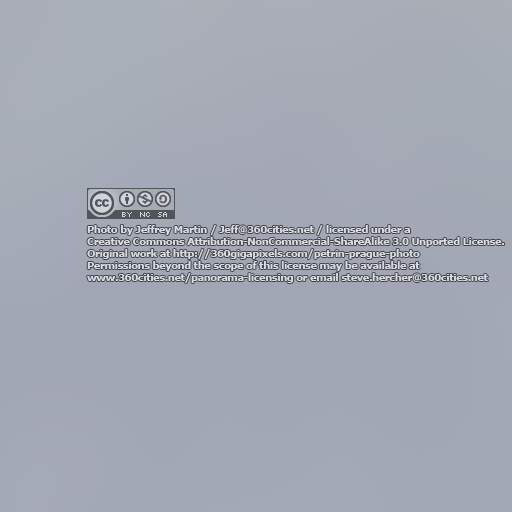 cc BY NC SA
Photo by Jeffrey Martin / Jeff@360cities.net / licensed under a
Creative Commons Attribution-NonCommercial-ShareAlike 3.0 Unported License.
Original work at http://360gigapixels.com/petrin-prague-photo
Permissions beyond the scope of this license may be available at
www.360cities.net/panorama-licensing or email steve.hercher@360cities.net